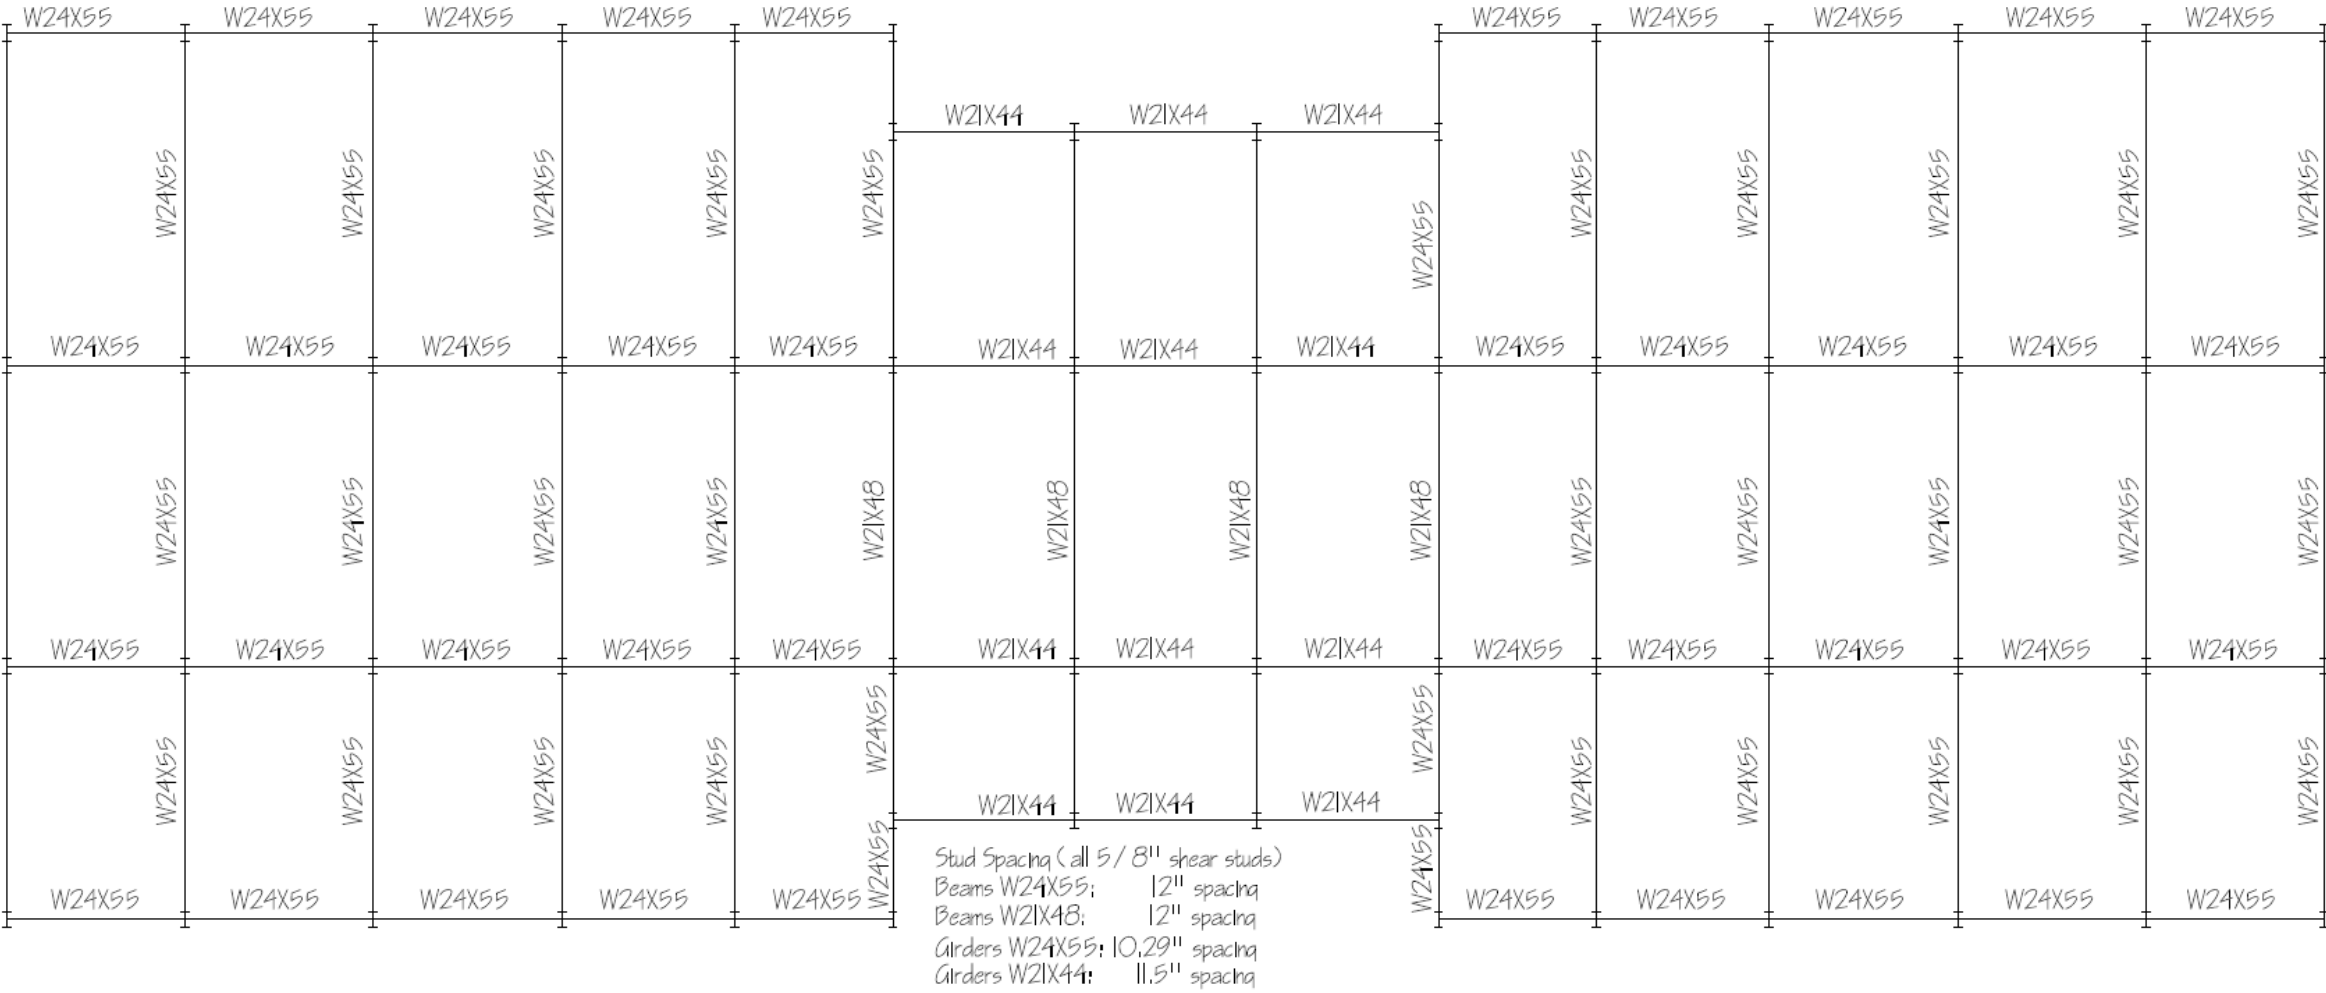 W24X55 W24X55 W24X55 W24X55 W24X55 W24X55 W24X55 W24X55 W24X55 W24X55
W21X44 W21X44 W21X44
W24X55 W24X55 W24X55 W24X55 W24X55 W24X55 W24X55 W24X55 W24X55 W24X55
W24X55
W24X55 W24X55 W24X55 W24X55 W24X55 W21X44 W21X44 W21X44 W24X55 W24X55 W24X55 W24X55 W24X55
W24X55 W24X55 W24X55 W24X55 W21X48 W21X48 W21X48 W21X48 W24X55 W24X55 W24X55 W24X55 W24X55
W24X55 W24X55 W24X55 W24X55 W24X55 W21X44 W21X44 W21X44 W24X55 W24X55 W24X55 W24X55 W24X55
W24X55 W24X55
W24X55 W24X55 W24X55 W24X55 W24X55 W24X55 W24X55 W24X55 W24X55
W21X44 W21X44 W21X44
W24X55 W24X55
W24X55 W24X55 W24X55 W24X55 W24X55 W24X55 W24X55 W24X55 W24X55 W24X55
Stud Spacing (all 5/8" shear studs)
Beams W24X55: 12" spacing
Beams W21X48: 12" spacing
Girders W24X55: 10.29" spacing
Girders W21X44: 11.5" spacing